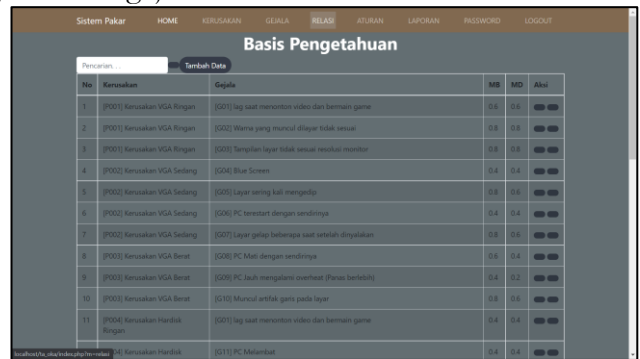 Sistem Pakar HOME KERUSAKAN GEJALA RELASI ATURAN LAPORAN PASSWORD LOGOUT
Basis Pengetahuan
Pencarian. . . Tambah Data
No Kerusakan Gejala MB MD Aksi
1 [P001] Kerusakan VGA Ringan [G01] lag saat menonton video dan bermain game 0.6 0.6
2 [P001] Kerusakan VGA Ringan [G02] Warna yang muncul dilayar tidak sesuai 0.8 0.8
3 [P001] Kerusakan VGA Ringan [G03] Tampilan layar tidak sesuai resolusi monitor 0.8 0.8
4 [P002] Kerusakan VGA Sedang [G04] Blue Screen 0.4 0.4
5 [P002] Kerusakan VGA Sedang [G05] Layar sering kali mengedip 0.8 0.6
6 [P002] Kerusakan VGA Sedang [G06] PC terestart dengan sendirinya 0.4 0.4
7 [P002] Kerusakan VGA Sedang [G07] Layar gelap beberapa saat setelah dinyalakan 0.8 0.6
8 [P003] Kerusakan VGA Berat [G08] PC Mati dengan sendirinya 0.6 0.4
9 [P003] Kerusakan VGA Berat [G09] PC Jauh mengalami overheat (Panas berlebih) 0.4 0.2
10 [P003] Kerusakan VGA Berat [G10] Muncul artifak garis pada layar 0.8 0.6
11 [P004] Kerusakan Hardisk Ringan [G01] lag saat menonton video dan bermain game 0.4 0.4
Kerusakan Hardisk [G11] PC Melambat 0.4 0.4
localhost/ta_oka/index.php?m=relasi